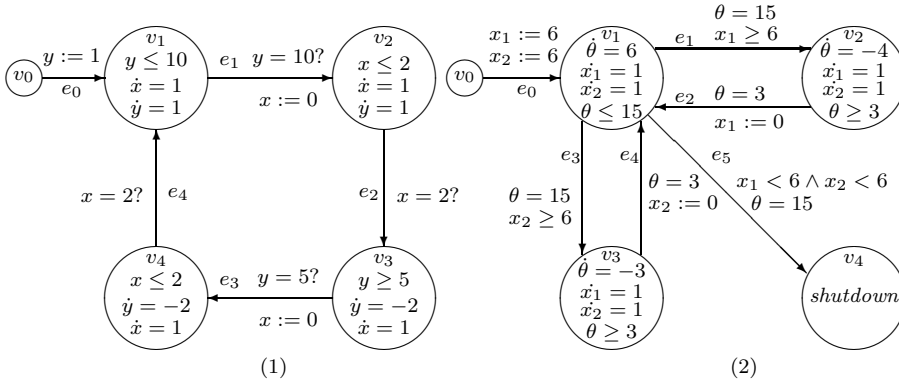 v0
y := 1
e0
v1
y ≤ 10
ẋ = 1
ẏ = 1
e1 y = 10?
x := 0
v2
x ≤ 2
ẋ = 1
ẏ = 1
e2 x = 2?
v3
y ≥ 5
ẏ = −2
ẋ = 1
e3 y = 5?
x := 0
v4
x ≤ 2
ẏ = −2
ẋ = 1
x = 2? e4
(1)
v0
x1 := 6
x2 := 6
e0
v1
θ̇ = 6
ẋ1 = 1
ẋ2 = 1
θ ≤ 15
θ = 15
e1 x1 ≥ 6
v2
θ̇ = −4
ẋ1 = 1
ẋ2 = 1
θ ≥ 3
e2 θ = 3
x1 := 0
e3
θ = 15
x2 ≥ 6
e4
θ = 3
x2 := 0
e5
x1 < 6 ∧ x2 < 6
θ = 15
v3
θ̇ = −3
ẋ1 = 1
ẋ2 = 1
θ ≥ 3
v4
shutdown
(2)